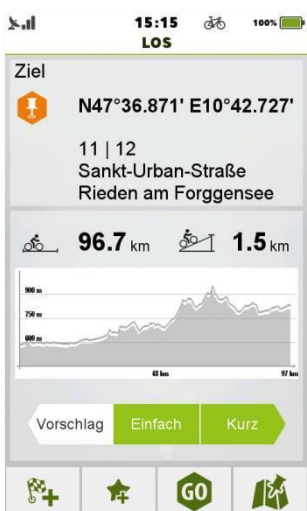 15:15
100%
LOS
Ziel
N47°36.871' E10°42.727'
11 | 12
Sankt-Urban-Straße
Rieden am Forggensee
96.7 km
1.5 km
900 m
750 m
600 m
48 km
97 km
Vorschlag
Einfach
Kurz
GO